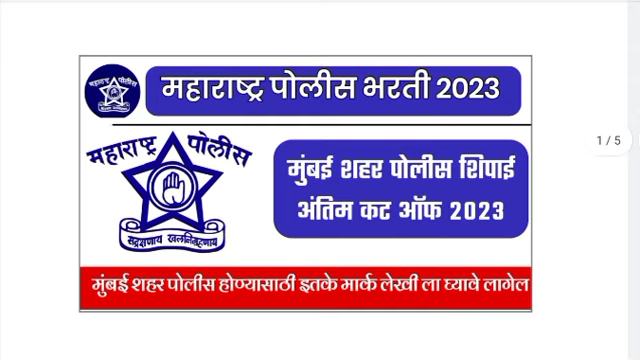 महाराष्ट्र पोलीस भरती 2023
1 / 5
महाराष्ट्र पोलीस
मुंबई शहर पोलीस शिपाई
अंतिम कट ऑफ 2023
सद्रक्षणाय खलनिग्रहणाय
मुंबई शहर पोलीस होण्यासाठी इतके मार्क लेखी ला घ्यावे लागेल